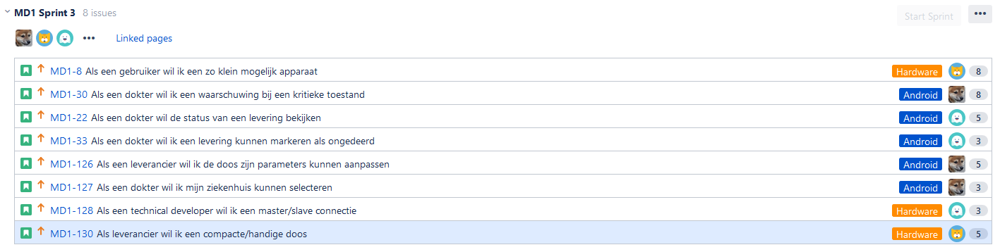 MD1 Sprint 3 8 issues Start Sprint
Linked pages
MD1-8 Als een gebruiker wil ik een zo klein mogelijk apparaat Hardware 8
MD1-30 Als een dokter wil ik een waarschuwing bij een kritieke toestand Android 8
MD1-22 Als een dokter wil de status van een levering bekijken Android 5
MD1-33 Als een dokter wil ik een levering kunnen markeren als ongedeerd Android 3
MD1-126 Als een leverancier wil ik de doos zijn parameters kunnen aanpassen Android 5
MD1-127 Als een dokter wil ik mijn ziekenhuis kunnen selecteren Android 3
MD1-128 Als een technical developer wil ik een master/slave connectie Hardware 3
MD1-130 Als leverancier wil ik een compacte/handige doos Hardware 5